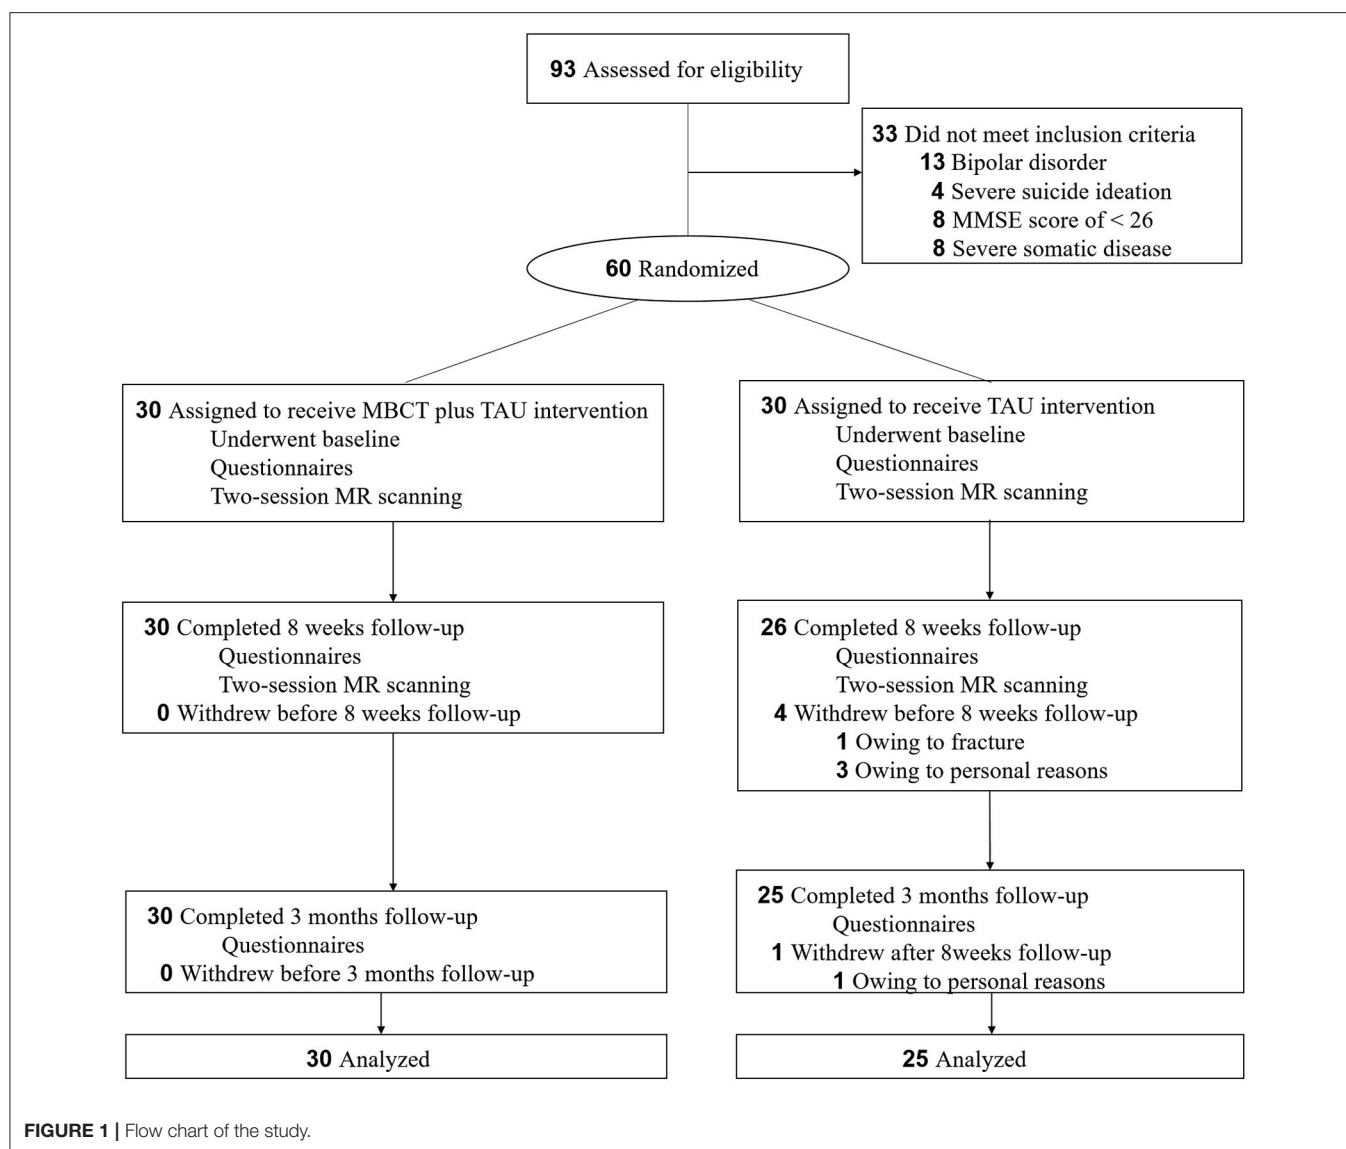 93 Assessed for eligibility
33 Did not meet inclusion criteria
13 Bipolar disorder
4 Severe suicide ideation
8 MMSE score of < 26
8 Severe somatic disease
60 Randomized
30 Assigned to receive MBCT plus TAU intervention
Underwent baseline
Questionnaires
Two-session MR scanning
30 Assigned to receive TAU intervention
Underwent baseline
Questionnaires
Two-session MR scanning
30 Completed 8 weeks follow-up
Questionnaires
Two-session MR scanning
0 Withdrew before 8 weeks follow-up
26 Completed 8 weeks follow-up
Questionnaires
Two-session MR scanning
4 Withdrew before 8 weeks follow-up
1 Owing to fracture
3 Owing to personal reasons
30 Completed 3 months follow-up
Questionnaires
0 Withdrew before 3 months follow-up
25 Completed 3 months follow-up
Questionnaires
1 Withdrew after 8weeks follow-up
1 Owing to personal reasons
30 Analyzed
25 Analyzed
FIGURE 1 | Flow chart of the study.